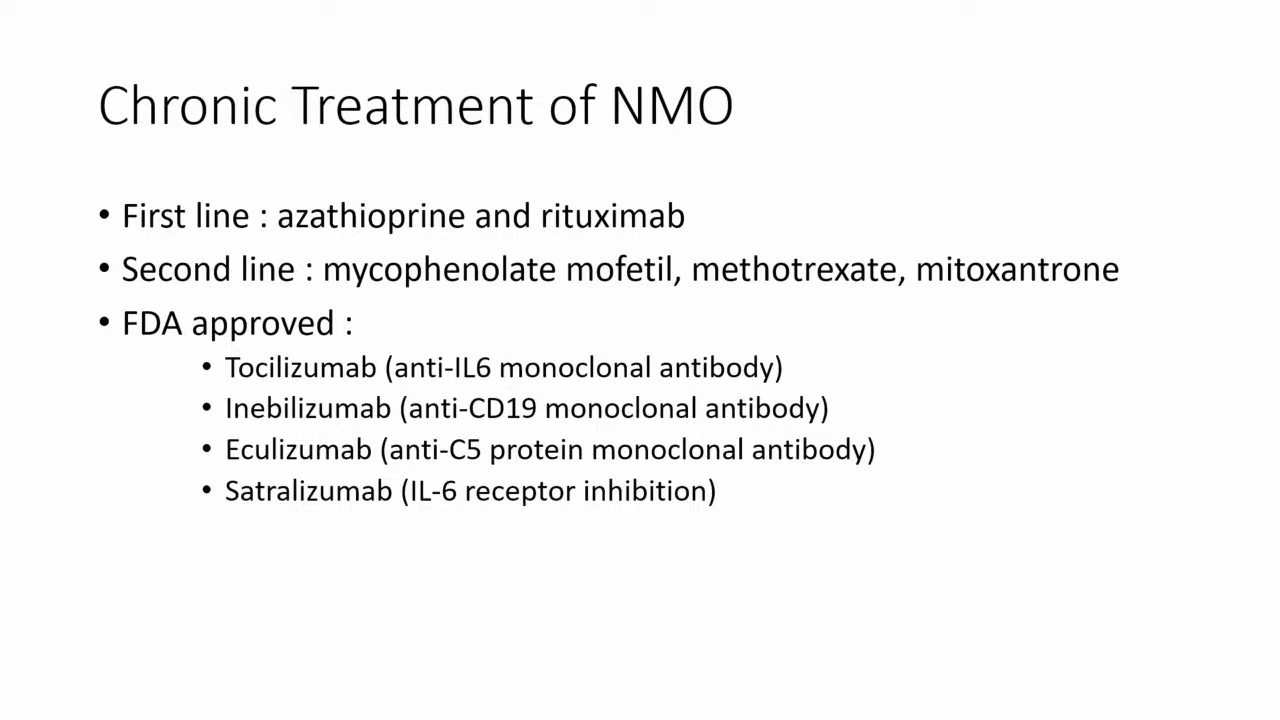 Chronic Treatment of NMO
• First line : azathioprine and rituximab
• Second line : mycophenolate mofetil, methotrexate, mitoxantrone
• FDA approved :
• Tocilizumab (anti-IL6 monoclonal antibody)
• Inebilizumab (anti-CD19 monoclonal antibody)
• Eculizumab (anti-C5 protein monoclonal antibody)
• Satralizumab (IL-6 receptor inhibition)